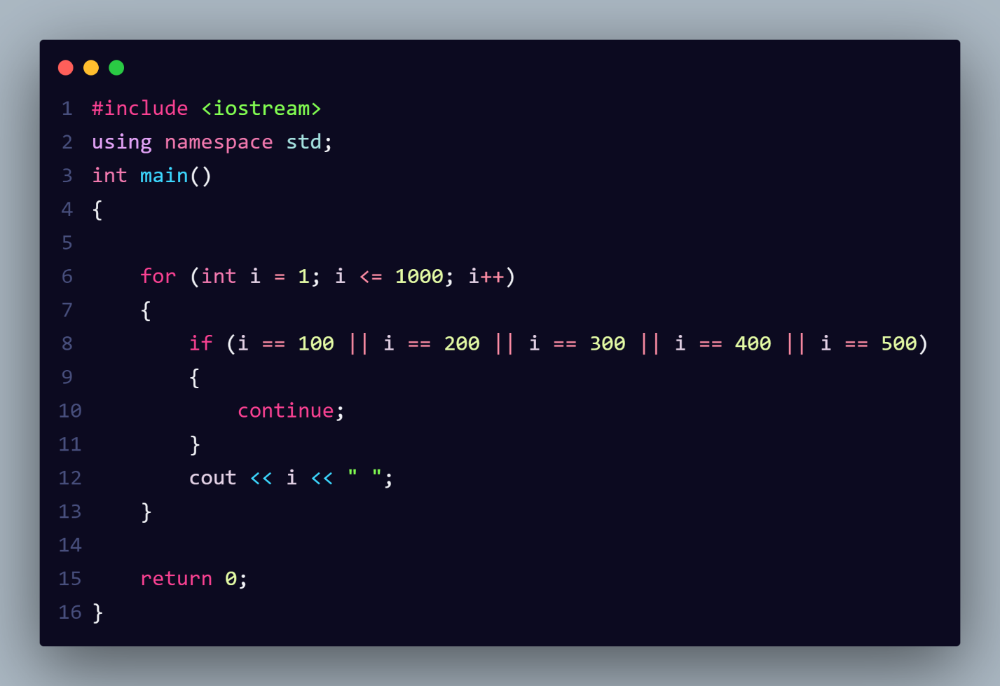 1 #include <iostream>
2 using namespace std;
3 int main()
4 {
5
6     for (int i = 1; i <= 1000; i++)
7     {
8         if (i == 100 || i == 200 || i == 300 || i == 400 || i == 500)
9         {
10             continue;
11         }
12         cout << i << " ";
13     }
14
15     return 0;
16 }